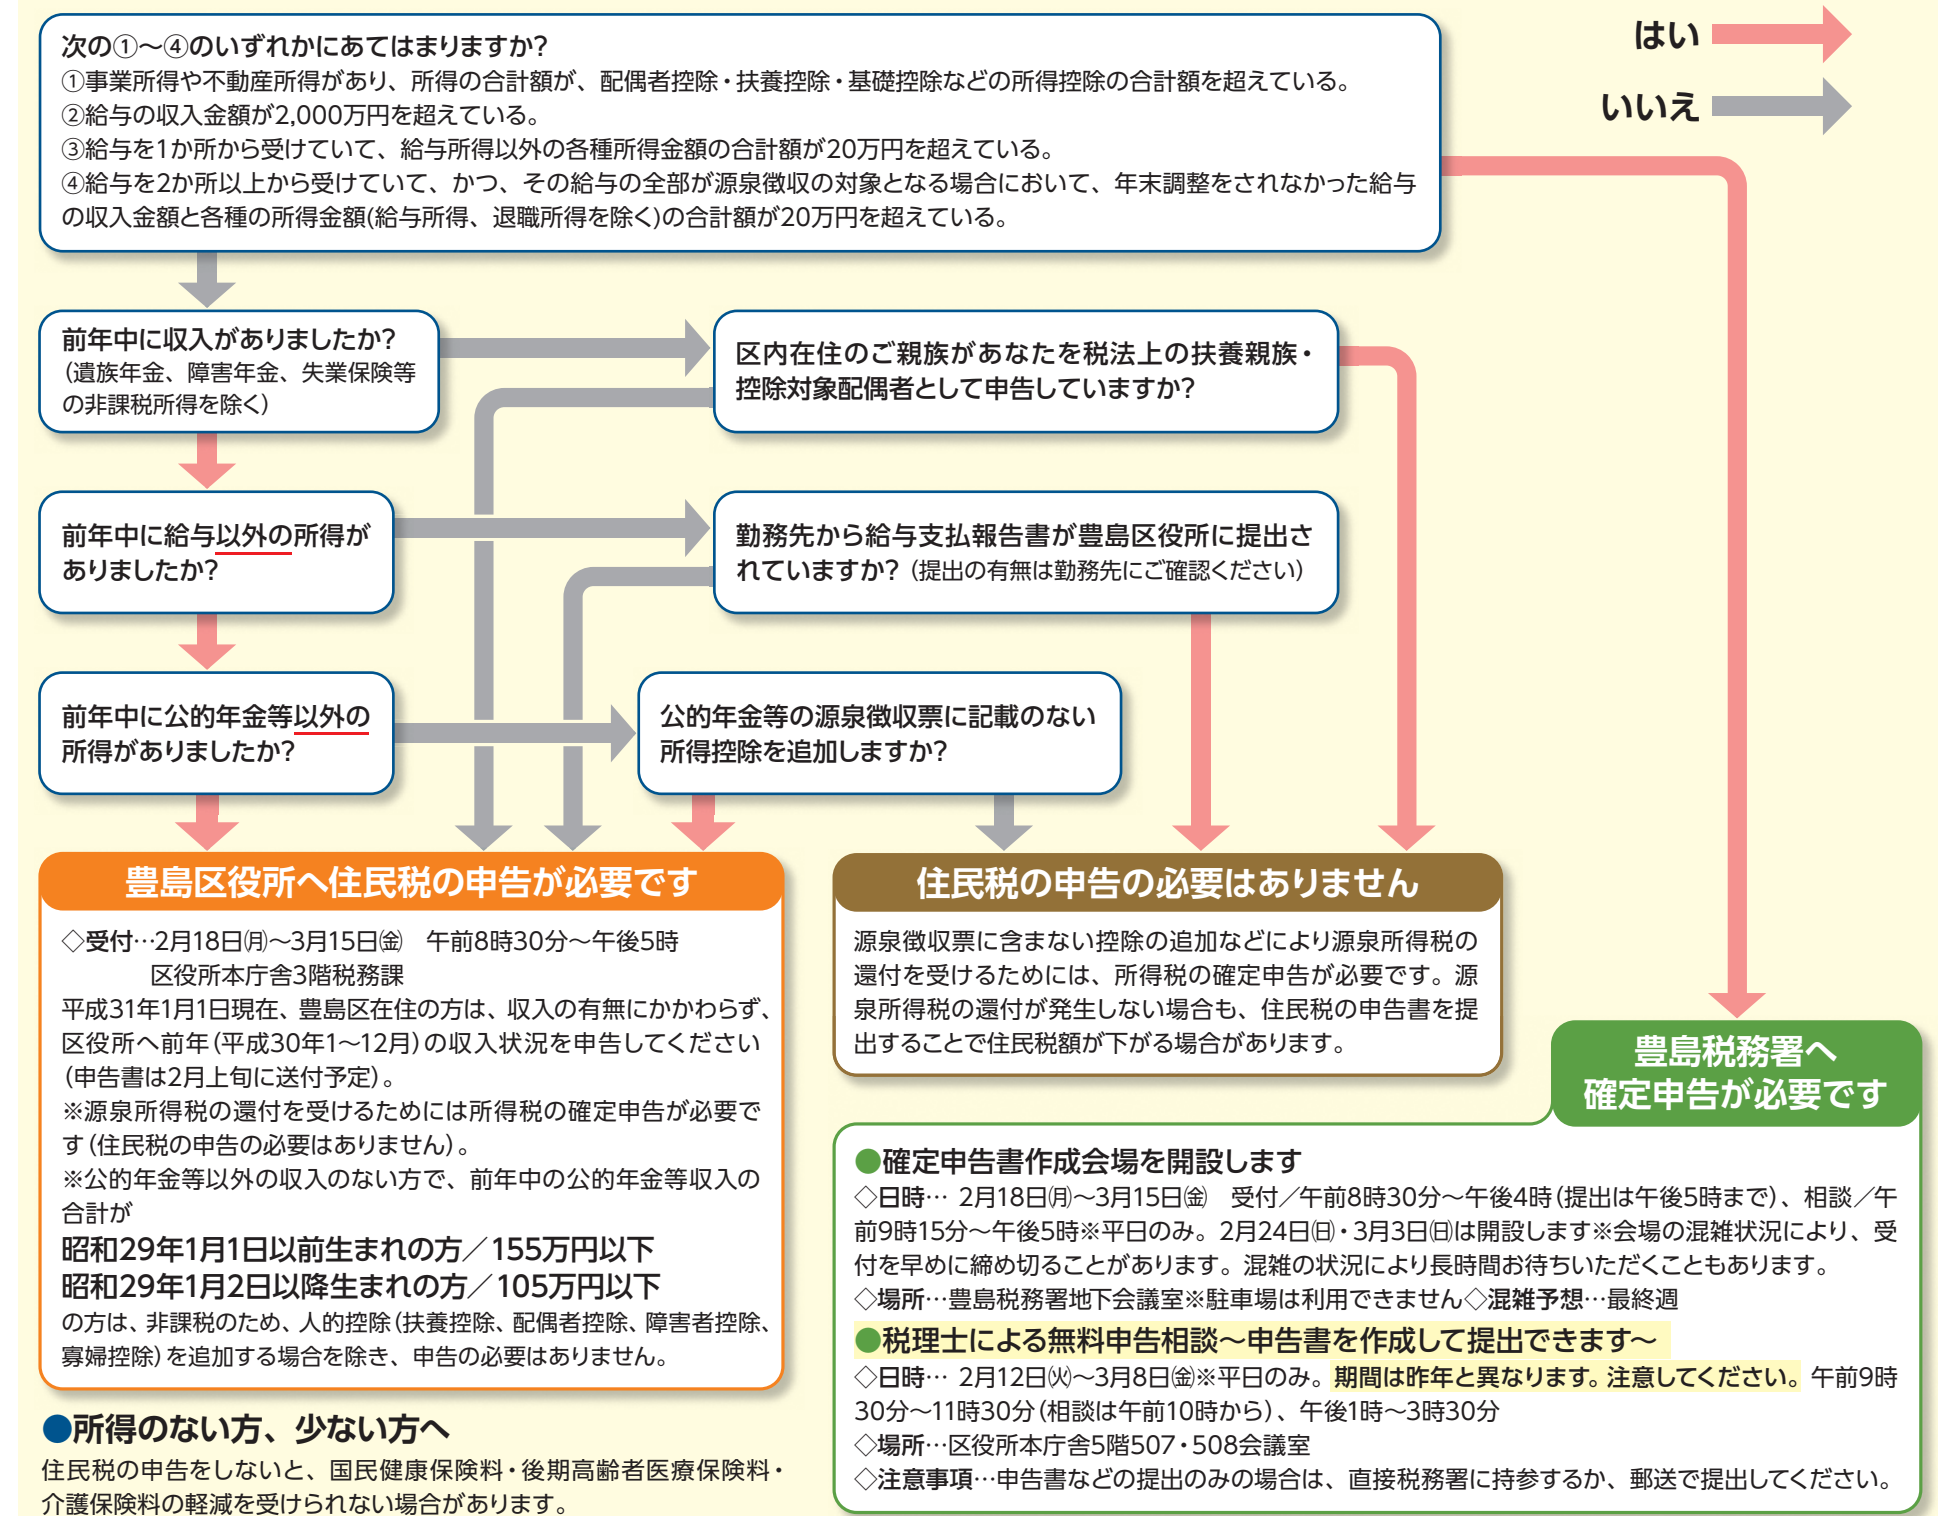 次の①～④のいずれかにあてはまりますか?
①事業所得や不動産所得があり、所得の合計額が、配偶者控除・扶養控除・基礎控除などの所得控除の合計額を超えている。
②給与の収入金額が2,000万円を超えている。
③給与を1か所から受けていて、給与所得以外の各種所得金額の合計額が20万円を超えている。
④給与を2か所以上から受けていて、かつ、その給与の全部が源泉徴収の対象となる場合において、年末調整をされなかった給与
の収入金額と各種の所得金額(給与所得、退職所得を除く)の合計額が20万円を超えている。
はい
いいえ
前年中に収入がありましたか?
(遺族年金、障害年金、失業保険等
の非課税所得を除く)
区内在住のご親族があなたを税法上の扶養親族・
控除対象配偶者として申告していますか?
前年中に給与以外の所得が
ありましたか?
勤務先から給与支払報告書が豊島区役所に提出さ
れていますか?(提出の有無は勤務先にご確認ください)
前年中に公的年金等以外の
所得がありましたか?
公的年金等の源泉徴収票に記載のない
所得控除を追加しますか?
豊島区役所へ住民税の申告が必要です
◇受付…2月18日㈪～3月15日㈮　午前8時30分～午後5時
区役所本庁舎3階税務課
平成31年1月1日現在、豊島区在住の方は、収入の有無にかかわらず、
区役所へ前年(平成30年1～12月)の収入状況を申告してください
(申告書は2月上旬に送付予定)。
※源泉所得税の還付を受けるためには所得税の確定申告が必要で
す(住民税の申告の必要はありません)。
※公的年金等以外の収入のない方で、前年中の公的年金等収入の
合計が
昭和29年1月1日以前生まれの方／155万円以下
昭和29年1月2日以降生まれの方／105万円以下
の方は、非課税のため、人的控除(扶養控除、配偶者控除、障害者控除、
寡婦控除)を追加する場合を除き、申告の必要はありません。
●所得のない方、少ない方へ
住民税の申告をしないと、国民健康保険料・後期高齢者医療保険料・
介護保険料の軽減を受けられない場合があります。
住民税の申告の必要はありません
源泉徴収票に含まない控除の追加などにより源泉所得税の
還付を受けるためには、所得税の確定申告が必要です。源
泉所得税の還付が発生しない場合も、住民税の申告書を提
出することで住民税額が下がる場合があります。
豊島税務署へ
確定申告が必要です
●確定申告書作成会場を開設します
◇日時… 2月18日㈪～3月15日㈮　受付／午前8時30分～午後4時(提出は午後5時まで)、相談／午
前9時15分～午後5時※平日のみ。2月24日㈰・3月3日㈰は開設します※会場の混雑状況により、受
付を早めに締め切ることがあります。混雑の状況により長時間お待ちいただくこともあります。
◇場所…豊島税務署地下会議室※駐車場は利用できません◇混雑予想…最終週
●税理士による無料申告相談～申告書を作成して提出できます～
◇日時… 2月12日㈫～3月8日㈮※平日のみ。期間は昨年と異なります。注意してください。午前9時
30分～11時30分(相談は午前10時から)、午後1時～3時30分
◇場所…区役所本庁舎5階507・508会議室
◇注意事項…申告書などの提出のみの場合は、直接税務署に持参するか、郵送で提出してください。